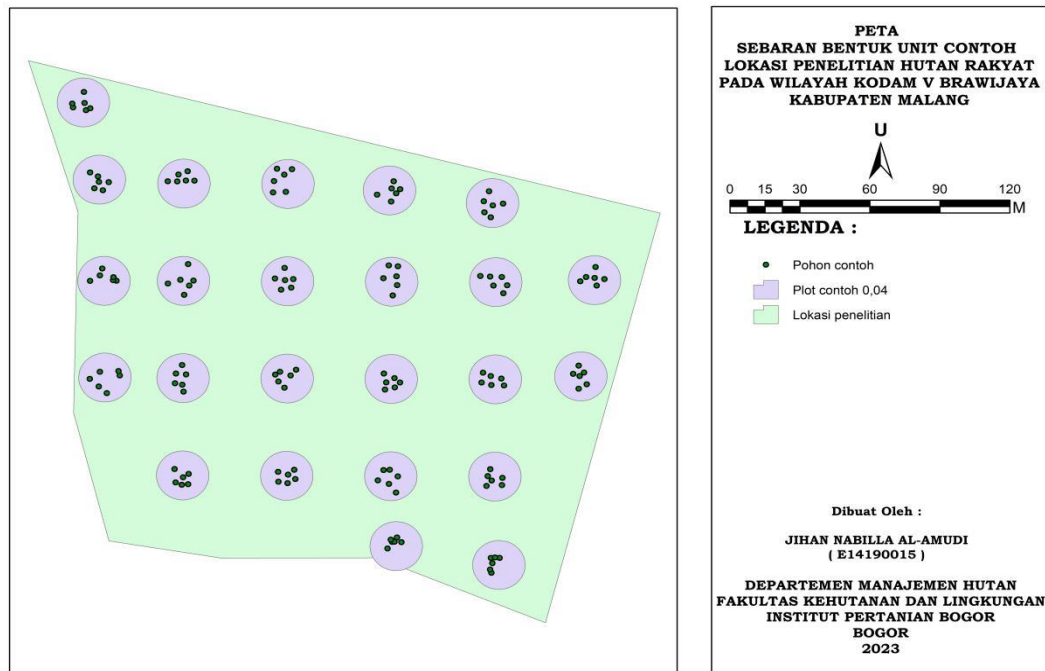 PETA
SEBARAN BENTUK UNIT CONTOH
LOKASI PENELITIAN HUTAN RAKYAT
PADA WILAYAH KODAM V BRAWIJAYA
KABUPATEN MALANG
U
0 15 30 60 90 120
M
LEGENDA :
Pohon contoh
Plot contoh 0,04
Lokasi penelitian
Dibuat Oleh :
JIHAN NABILLA AL-AMUDI
( E14190015 )
DEPARTEMEN MANAJEMEN HUTAN
FAKULTAS KEHUTANAN DAN LINGKUNGAN
INSTITUT PERTANIAN BOGOR
BOGOR
2023